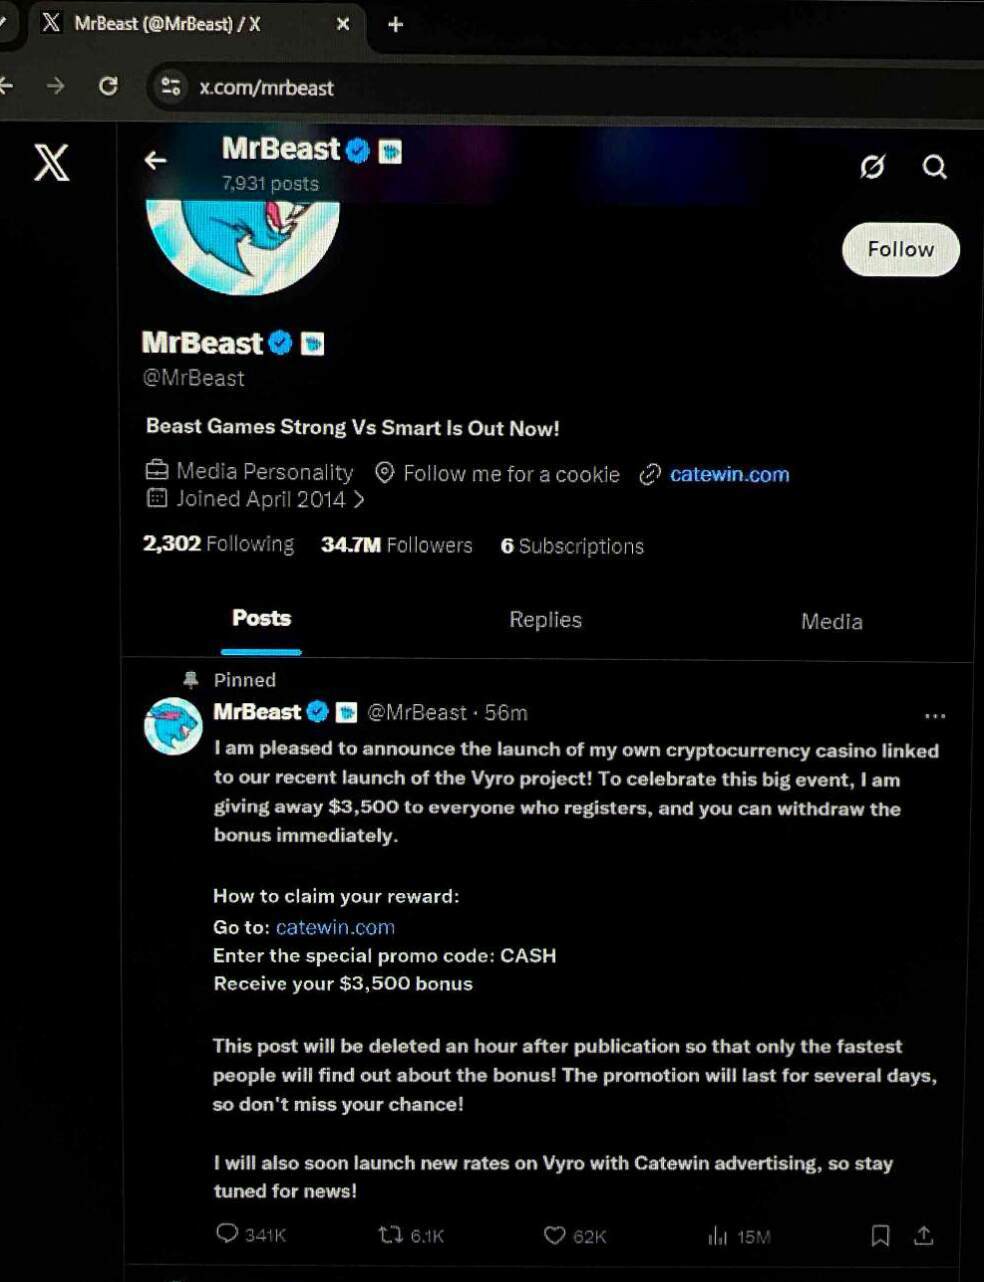 MrBeast (@MrBeast) / X
x.com/mrbeast
MrBeast
7,931 posts
Follow
MrBeast
@MrBeast
Beast Games Strong Vs Smart Is Out Now!
Media Personality Follow me for a cookie catewin.com
Joined April 2014
2,302 Following 34.7M Followers 6 Subscriptions
Posts Replies Media
Pinned
MrBeast @MrBeast · 56m
I am pleased to announce the launch of my own cryptocurrency casino linked
to our recent launch of the Vyro project! To celebrate this big event, I am
giving away $3,500 to everyone who registers, and you can withdraw the
bonus immediately.
How to claim your reward:
Go to: catewin.com
Enter the special promo code: CASH
Receive your $3,500 bonus
This post will be deleted an hour after publication so that only the fastest
people will find out about the bonus! The promotion will last for several days,
so don't miss your chance!
I will also soon launch new rates on Vyro with Catewin advertising, so stay
tuned for news!
341K 6.1K 62K 15M